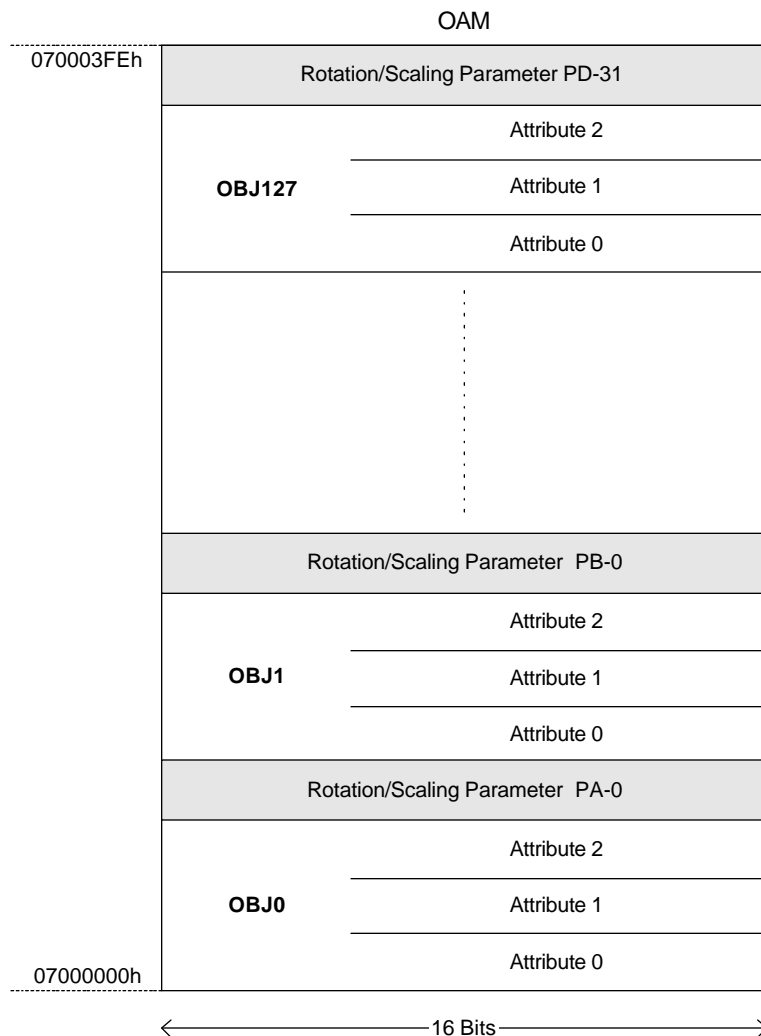 OAM
070003FEh
Rotation/Scaling Parameter PD-31
Attribute 2
OBJ127
Attribute 1
Attribute 0
Rotation/Scaling Parameter PB-0
Attribute 2
OBJ1
Attribute 1
Attribute 0
Rotation/Scaling Parameter PA-0
Attribute 2
OBJ0
Attribute 1
Attribute 0
07000000h
16 Bits